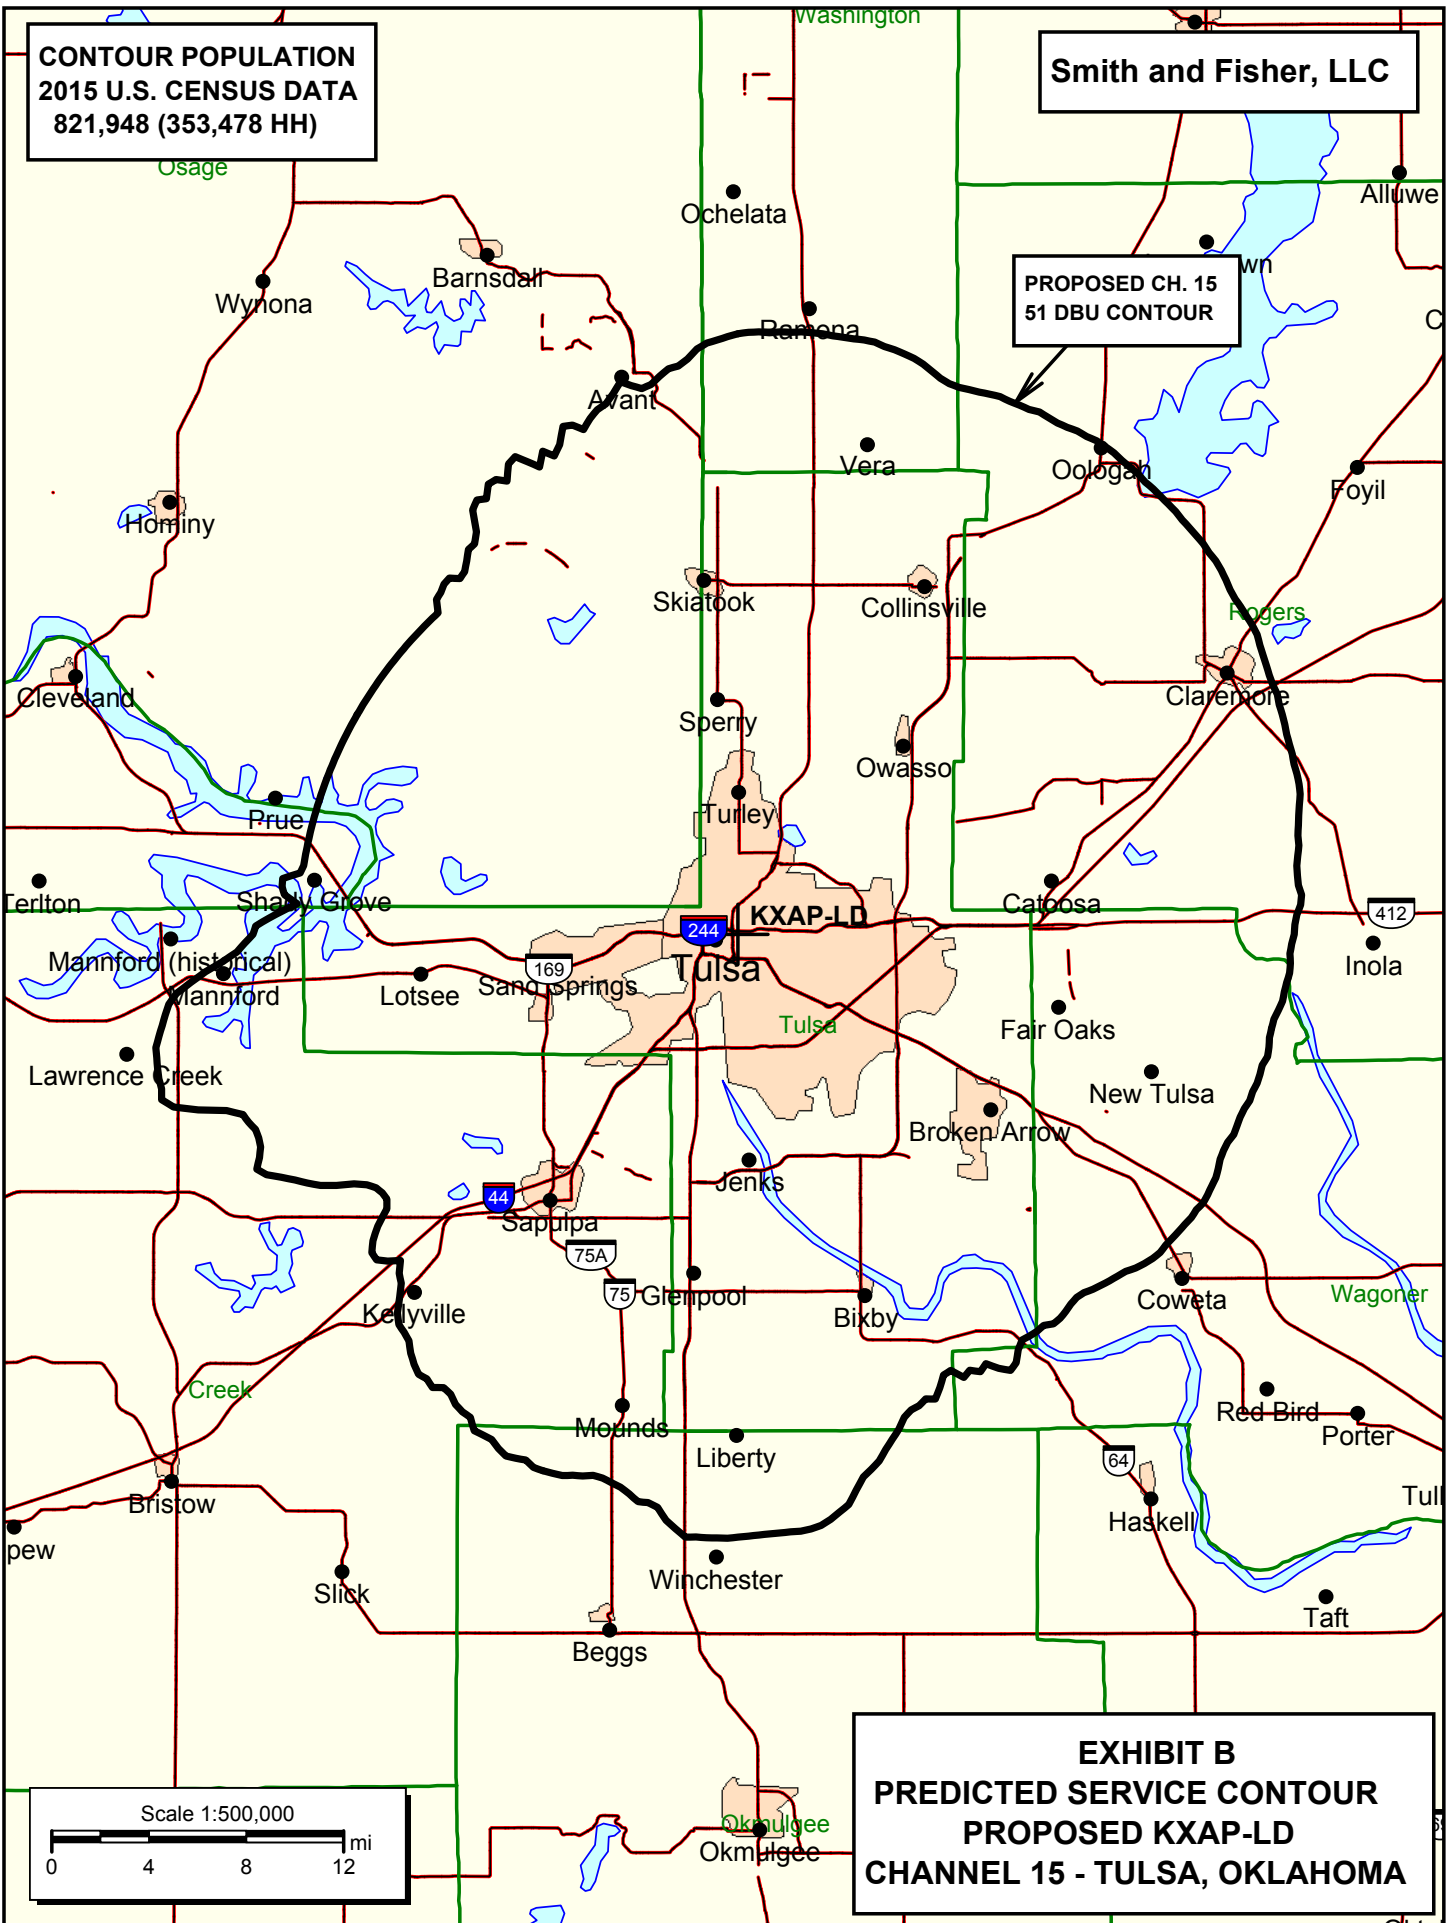 Washington
CONTOUR POPULATION
2015 U.S. CENSUS DATA
821,948 (353,478 HH)
Smith and Fisher, LLC
Osage
Alluwe
Ochelata
Barnsdall
wn
Wynona
PROPOSED CH. 15
51 DBU CONTOUR
C
Ramona
Avant
Vera
Oologah
Foyil
Hominy
Skiatook
Collinsville
Rogers
Cleveland
Claremore
Sperry
Owasso
Prue
Turley
Terlton
Shady Grove
Catoosa
KXAP-LD
412
244
Mannford (historical)
Inola
169
Tulsa
Mannford
Lotsee
Sand Springs
Tulsa
Fair Oaks
Lawrence Creek
New Tulsa
Broken Arrow
Jenks
44
Sapulpa
75A
75
Glenpool
Coweta
Wagoner
Kellyville
Bixby
Creek
Red Bird
Mounds
Porter
Liberty
64
Bristow
Tull
Haskell
pew
Winchester
Slick
Taft
Beggs
EXHIBIT B
PREDICTED SERVICE CONTOUR
PROPOSED KXAP-LD
CHANNEL 15 - TULSA, OKLAHOMA
Scale 1:500,000
mi
0 4 8 12
Okmulgee
Okmulgee